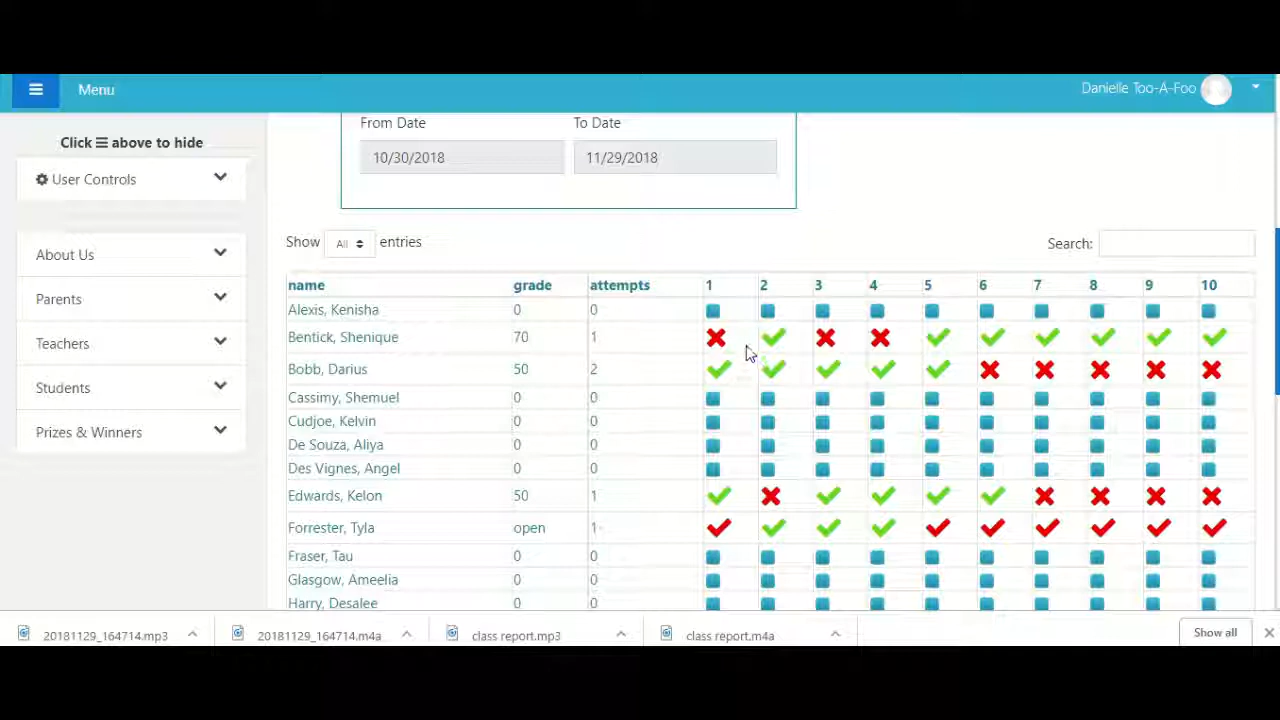 Menu
Danielle Too-A-Foo
Click ☰ above to hide
User Controls
About Us
Parents
Teachers
Students
Prizes & Winners
From Date To Date
10/30/2018 11/29/2018
Show All entries
Search:
name grade attempts 1 2 3 4 5 6 7 8 9 10
Alexis, Kenisha 0 0
Bentick, Shenique 70 1
Bobb, Darius 50 2
Cassimy, Shemuel 0 0
Cudjoe, Kelvin 0 0
De Souza, Aliya 0 0
Des Vignes, Angel 0 0
Edwards, Kelon 50 1
Forrester, Tyla open 1
Fraser, Tau 0 0
Glasgow, Ameelia 0 0
Harry, Desalee 0 0
20181129_164714.mp3 20181129_164714.m4a class report.mp3 class report.m4a Show all